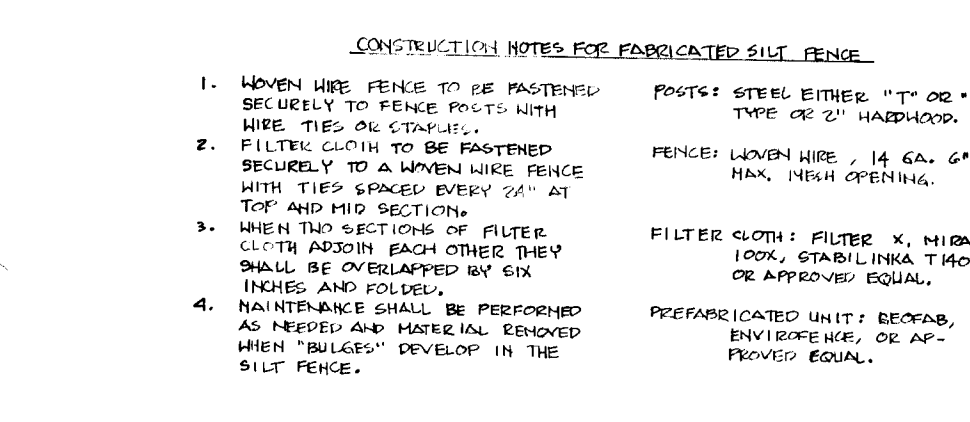 CONSTRUCTION NOTES FOR FABRICATED SILT FENCE
1. WOVEN WIRE FENCE TO BE FASTENED
SECURELY TO FENCE POSTS WITH
WIRE TIES OR STAPLES.
2. FILTER CLOTH TO BE FASTENED
SECURELY TO A WOVEN WIRE FENCE
WITH TIES SPACED EVERY 24" AT
TOP AND MID SECTION.
3. WHEN TWO SECTIONS OF FILTER
CLOTH ADJOIN EACH OTHER THEY
SHALL BE OVERLAPPED BY SIX
INCHES AND FOLDED.
4. MAINTENANCE SHALL BE PERFORMED
AS NEEDED AND MATERIAL REMOVED
WHEN "BULGES" DEVELOP IN THE
SILT FENCE.
POSTS: STEEL EITHER "T" OR "
TYPE OR 2" HARDWOOD.
FENCE: WOVEN WIRE, 14 GA. 6"
MAX. MESH OPENING.
FILTER CLOTH: FILTER X, MIRA
100X, STABILINKA T140
OR APPROVED EQUAL.
PREFABRICATED UNIT: GEOFAB,
ENVIROFENCE, OR AP-
PROVED EQUAL.